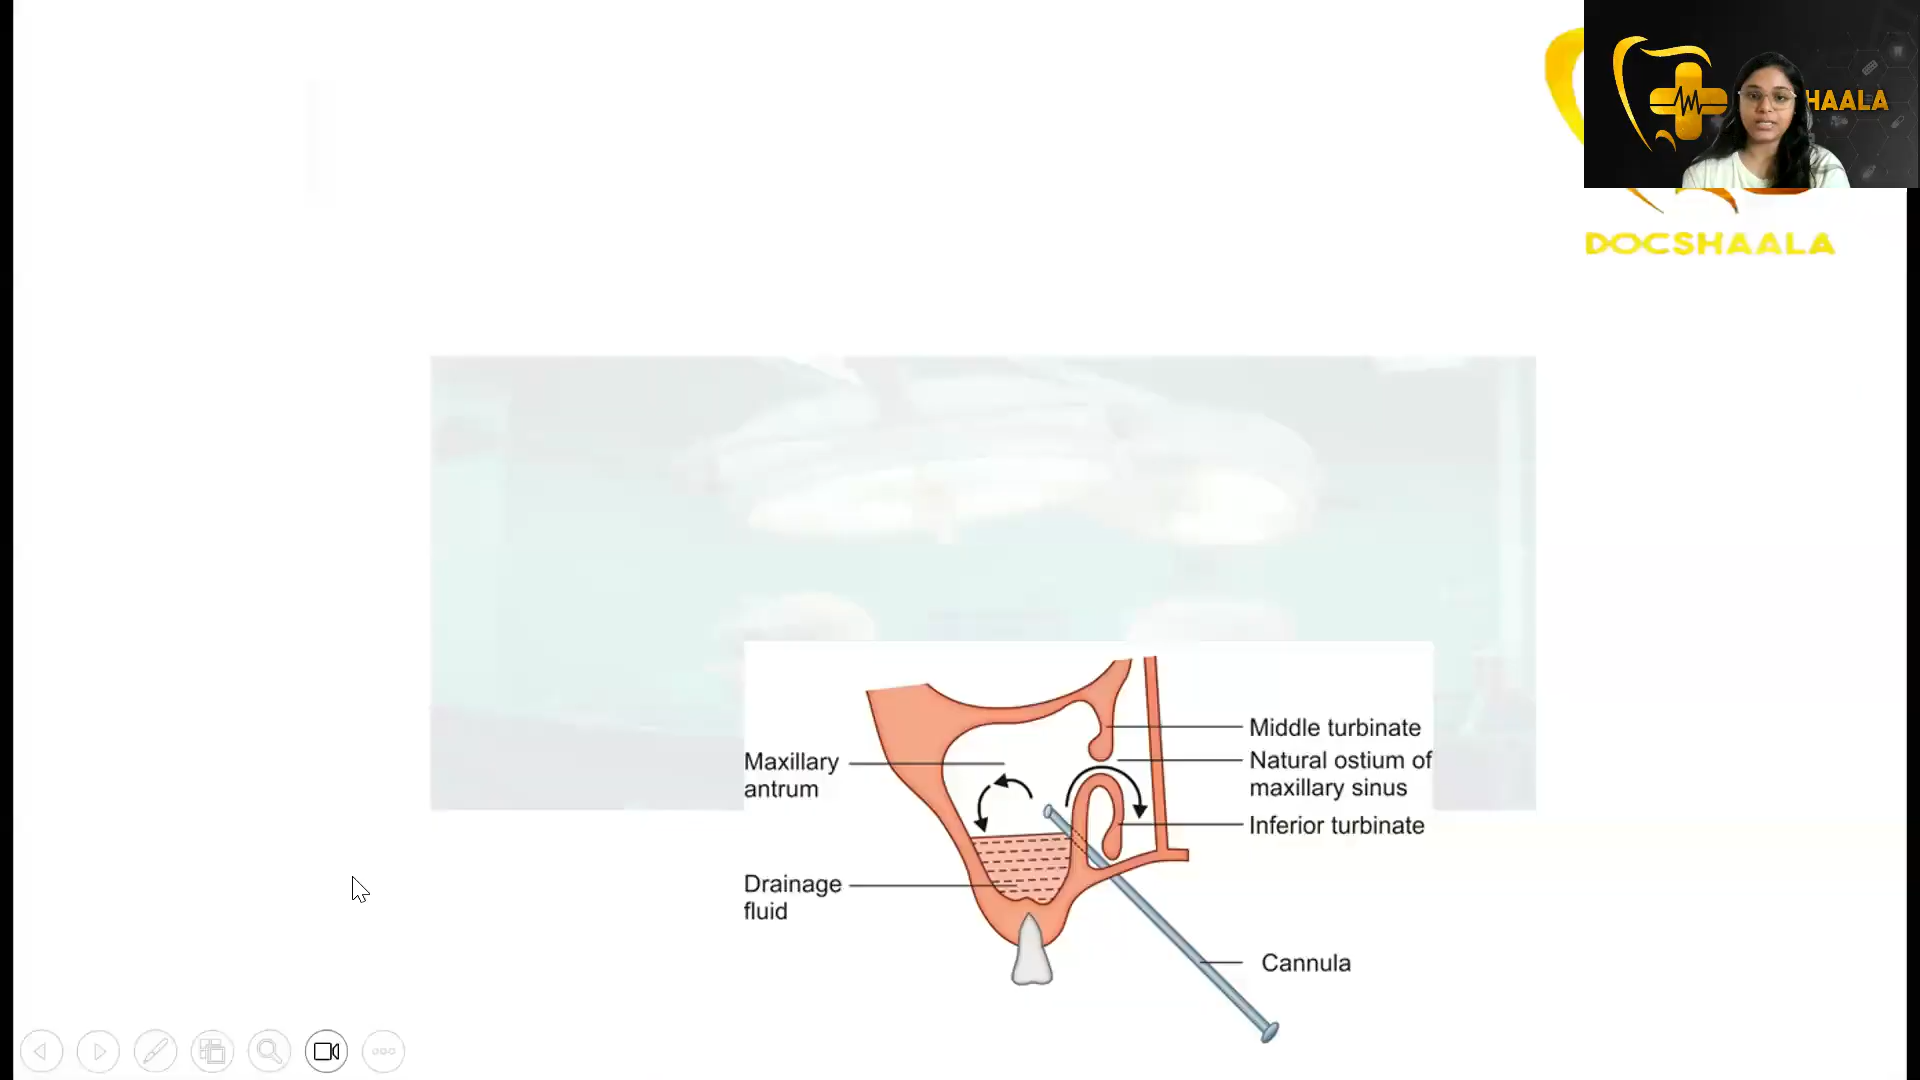 HAALA
DOCSHAALA
Middle turbinate
Natural ostium of
maxillary sinus
Inferior turbinate
Maxillary
antrum
Drainage
fluid
Cannula